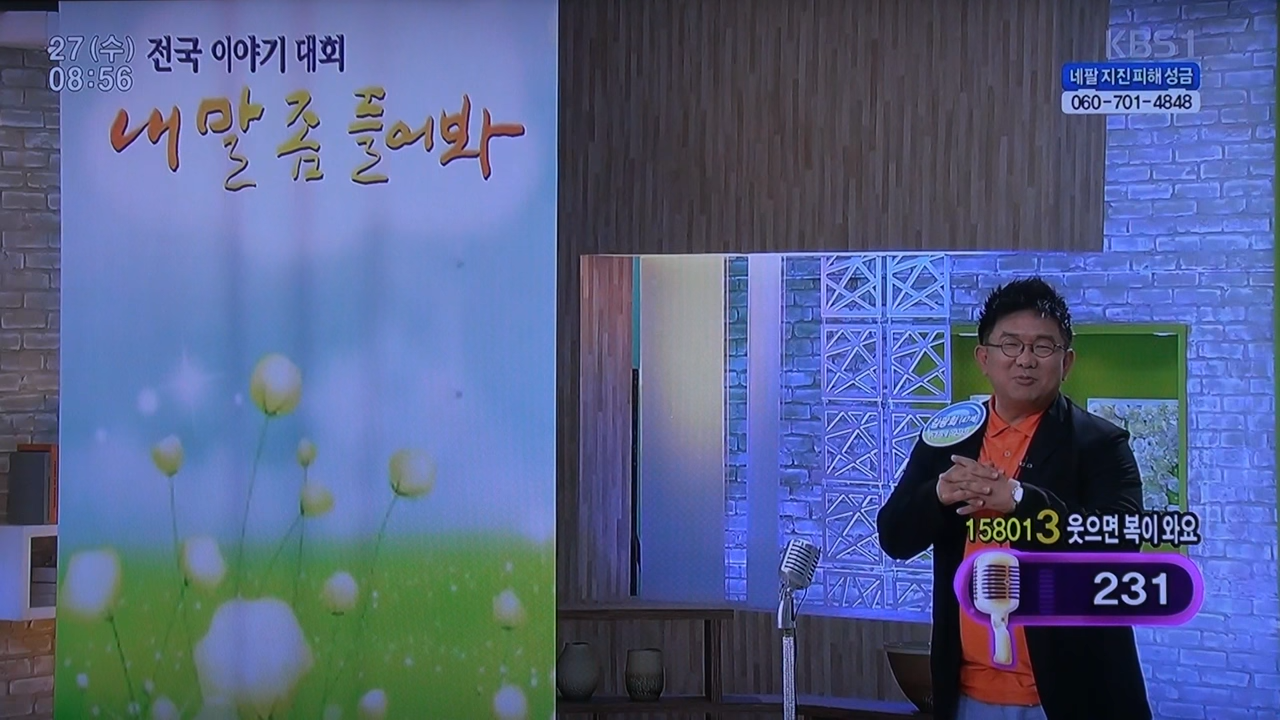 27 (수)
08:56
전국 이야기 대회
내 말 좀 들어봐
KBS1
네팔 지진 피해 성금
060-701-4848
158013 웃으면 복이 와요
231